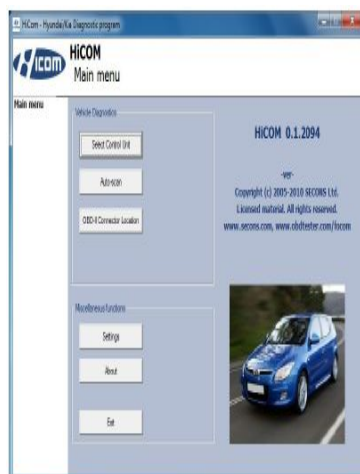 HiCom - Hyundai/Kia Diagnostic program
HICOM
HiCOM
Main menu
Main menu
Vehicle Diagnostics
Select Control Unit
Auto-scan
OBD-II Connector Location
HiCOM 0.1.2094
-ver-
Copyright (c) 2005-2010 SECONS Ltd.
Licensed material. All rights reserved.
www.secons.com, www.obdtester.com/hicom
Miscellaneous functions
Settings
About
Exit